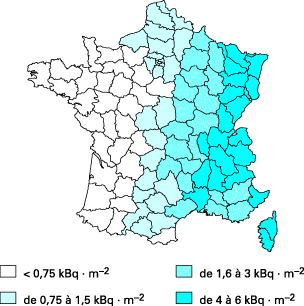 < 0,75 kBq · m⁻²
de 1,6 à 3 kBq · m⁻²
de 0,75 à 1,5 kBq · m⁻²
de 4 à 6 kBq · m⁻²